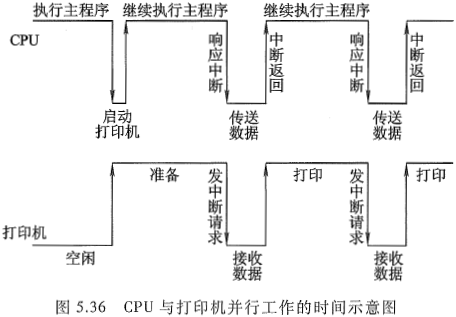 执行主程序 继续执行主程序 继续执行主程序
CPU
响应中断
中断返回
响应中断
中断返回
启动
打印机
传送
数据
传送
数据
准备
发中断请求
打印
发中断请求
打印
打印机
空闲
接收
数据
接收
数据
图 5.36 CPU 与打印机并行工作的时间示意图